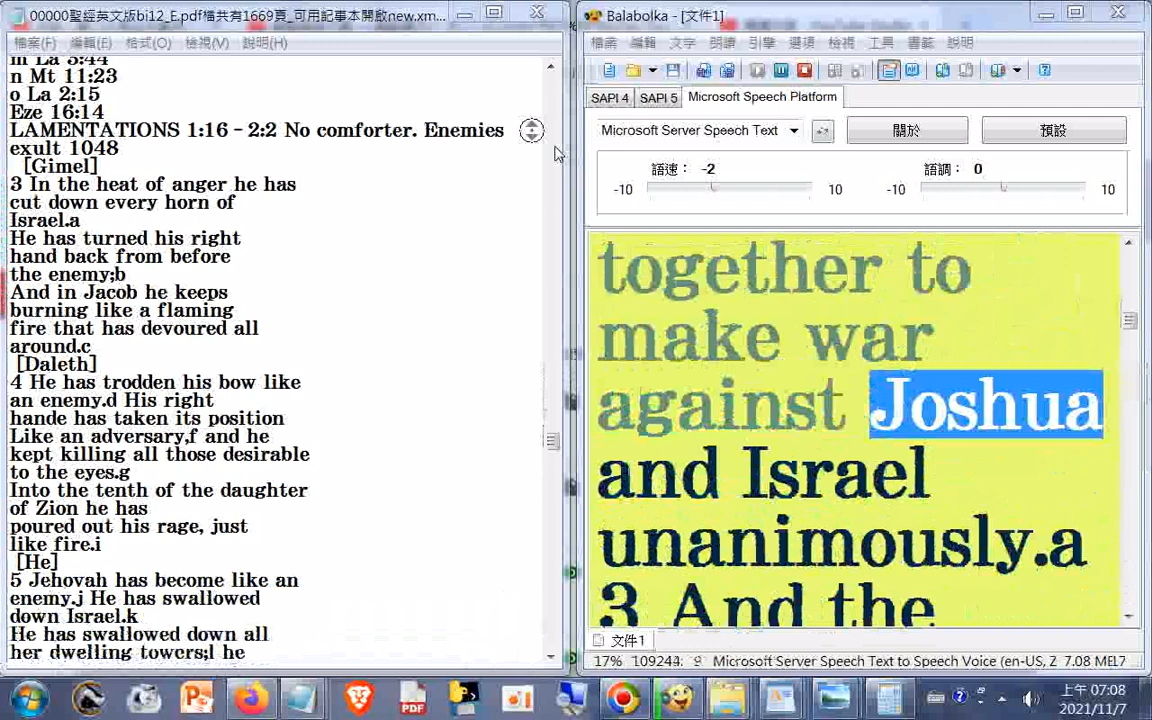 00000聖經英文版bi12_E.pdf檔共有1669頁_可用記事本開啟new.xm...
檔案(F) 編輯(E) 格式(O) 檢視(V) 說明(H)
m La 3:44
n Mt 11:23
o La 2:15
Eze 16:14
LAMENTATIONS 1:16 - 2:2 No comforter. Enemies
exult 1048
[Gimel]
3 In the heat of anger he has
cut down every horn of
Israel.a
He has turned his right
hand back from before
the enemy;b
And in Jacob he keeps
burning like a flaming
fire that has devoured all
around.c
[Daleth]
4 He has trodden his bow like
an enemy.d His right
hande has taken its position
Like an adversary,f and he
kept killing all those desirable
to the eyes.g
Into the tenth of the daughter
of Zion he has
poured out his rage, just
like fire.i
[He]
5 Jehovah has become like an
enemy.j He has swallowed
down Israel.k
He has swallowed down all
her dwelling towers;l he
Balabolka - [文件1]
檔案 編輯 文字 朗讀 引擎 選項 檢視 工具 書籤 說明
SAPI 4 SAPI 5 Microsoft Speech Platform
Microsoft Server Speech Text 關於 預設
語速： -2 語調： 0
-10 10 -10 10
together to
make war
against Joshua
and Israel
unanimously.a
3 And the
文件1
17% Microsoft Server Speech Text to Speech Voice (en-US, Z
PDF
上午 07:08
2021/11/7